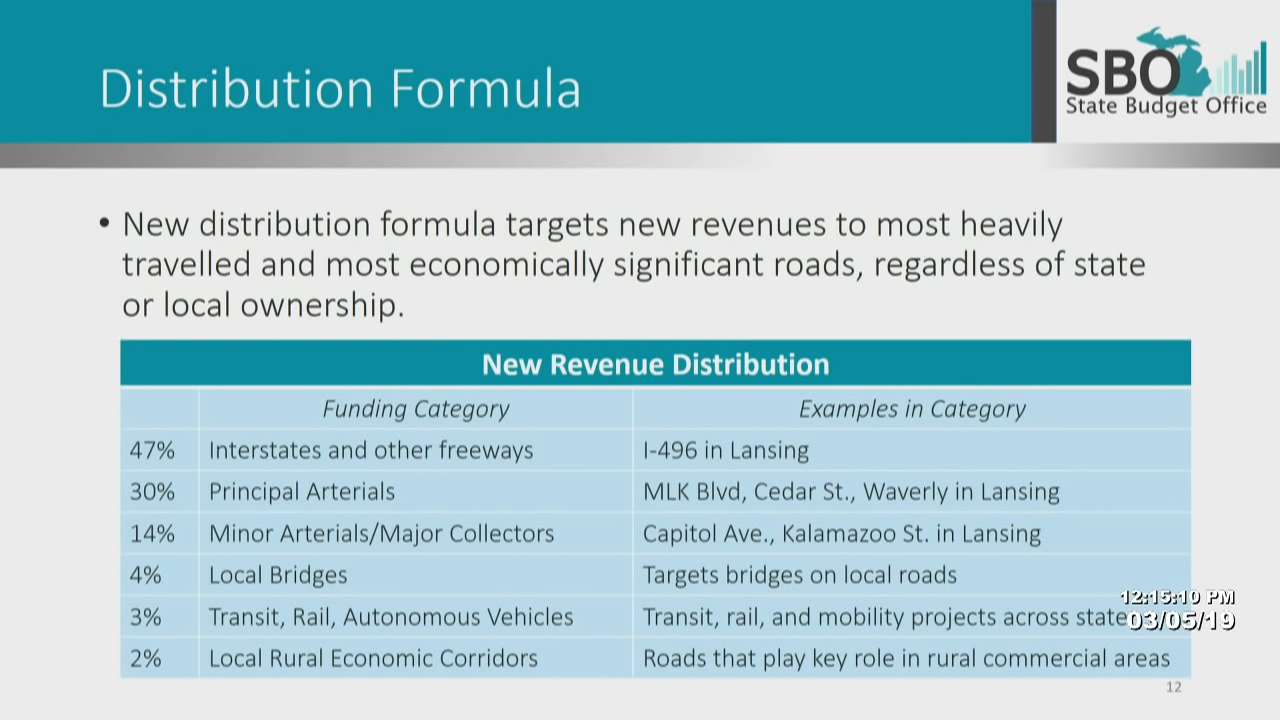 Distribution Formula
SBO
State Budget Office
• New distribution formula targets new revenues to most heavily
travelled and most economically significant roads, regardless of state
or local ownership.
New Revenue Distribution
Funding Category Examples in Category
47% Interstates and other freeways I-496 in Lansing
30% Principal Arterials MLK Blvd, Cedar St., Waverly in Lansing
14% Minor Arterials/Major Collectors Capitol Ave., Kalamazoo St. in Lansing
4% Local Bridges Targets bridges on local roads
12:15:10 PM
3% Transit, Rail, Autonomous Vehicles Transit, rail, and mobility projects across state
03/05/19
2% Local Rural Economic Corridors Roads that play key role in rural commercial areas
12